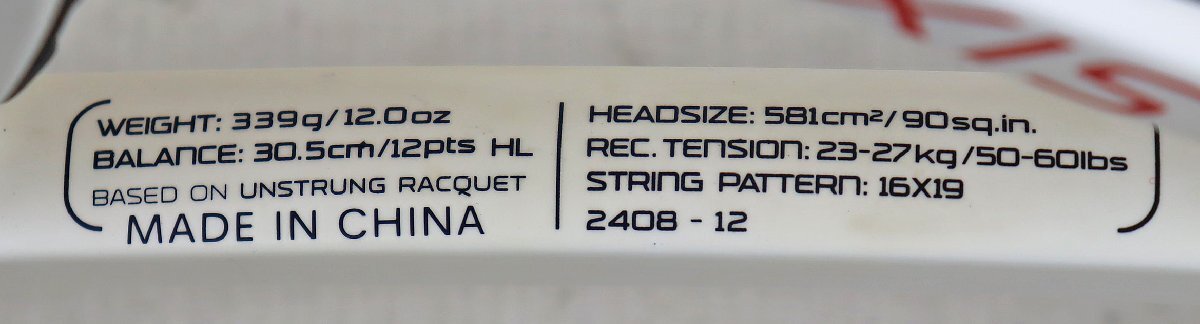 WEIGHT: 339g/12.0oz
BALANCE: 30.5cm/12pts HL
BASED ON UNSTRUNG RACQUET
MADE IN CHINA
HEADSIZE: 581cm²/90sq.in.
REC. TENSION: 23-27kg/50-60lbs
STRING PATTERN: 16X19
2408 - 12